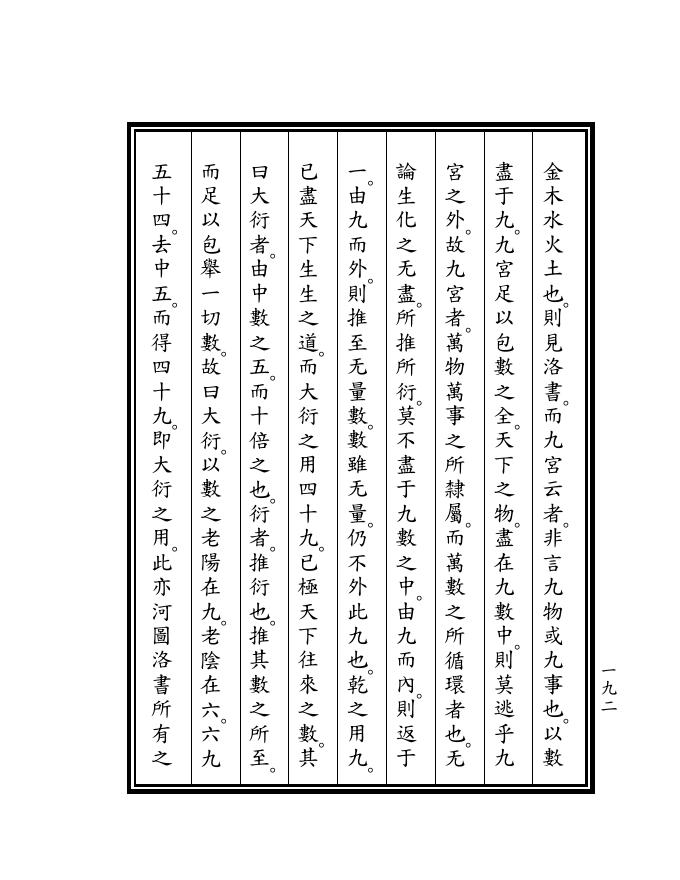 金木水火土也。則見洛書。而九宮云者。非言九物或九事也。以數
盡于九。九宮足以包數之全。天下之物。盡在九數中。則莫逃乎九
宮之外。故九宮者。萬物萬事之所隸屬。而萬數之所循環者也。无
論生化之无盡。所推所衍。莫不盡于九數之中。由九而內。則返于
一。由九而外。則推至无量數。數雖无量。仍不外此九也。乾之用九。
已盡天下生生之道。而大衍之用四十九。已極天下往來之數。其
曰大衍者。由中數之五。而十倍之也。衍者。推衍也。推其數之所至。
而足以包舉一切數。故曰大衍。以數之老陽在九。老陰在六。六九
五十四。去中五。而得四十九。即大衍之用。此亦河圖洛書所有之
一九二